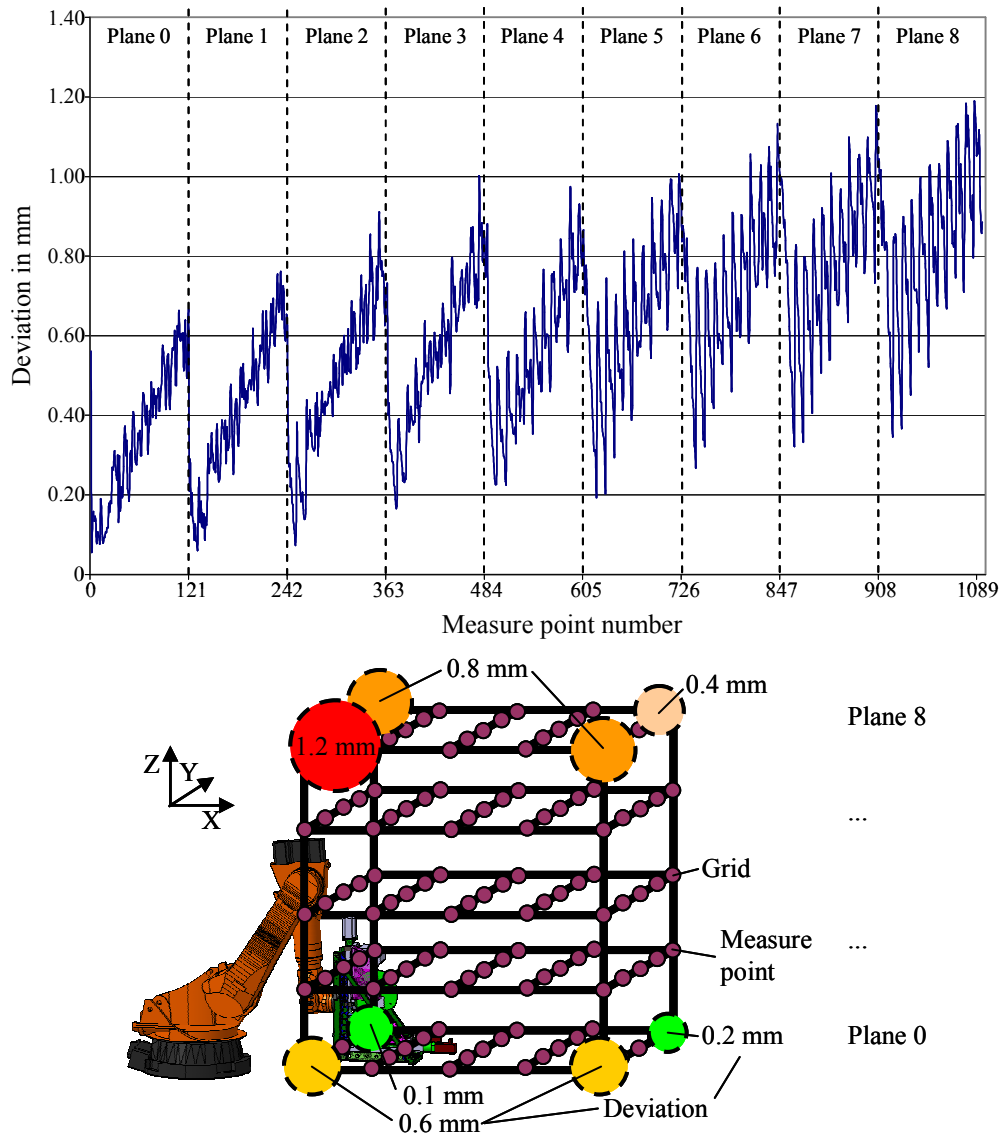 1.40
Plane 0 Plane 1 Plane 2 Plane 3 Plane 4 Plane 5 Plane 6 Plane 7 Plane 8
1.20
1.00
0.80
0.60
0.40
0.20
0
Deviation in mm
0 121 242 363 484 605 726 847 908 1089
Measure point number
0.8 mm
0.4 mm
Plane 8
1.2 mm
Z
Y
X
...
Grid
Measure
point
...
0.2 mm
Plane 0
0.1 mm
0.6 mm
Deviation